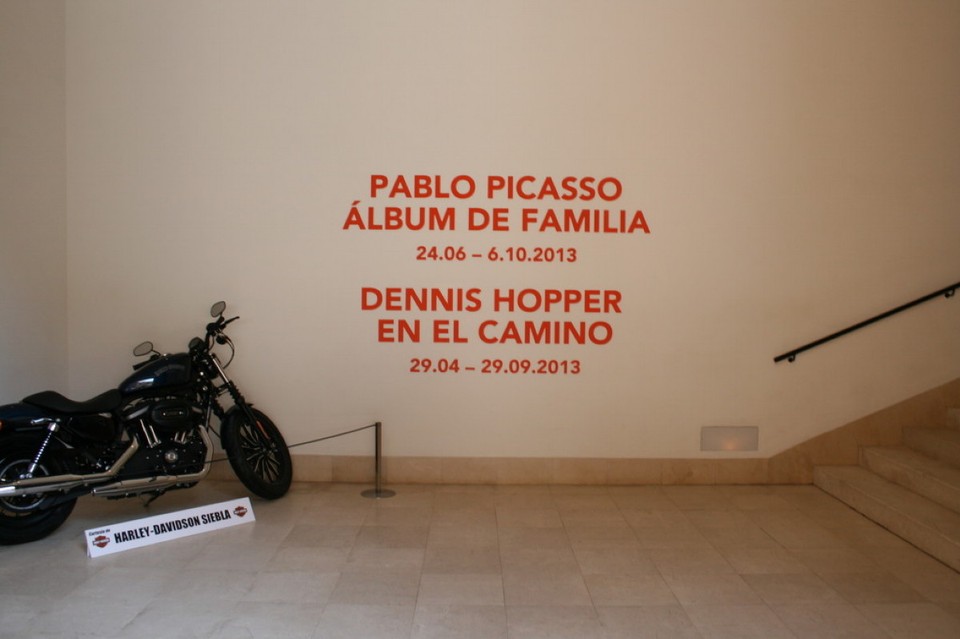 PABLO PICASSO
ÁLBUM DE FAMILIA
24.06 – 6.10.2013
DENNIS HOPPER
EN EL CAMINO
29.04 – 29.09.2013
HARLEY-DAVIDSON SIEBLA